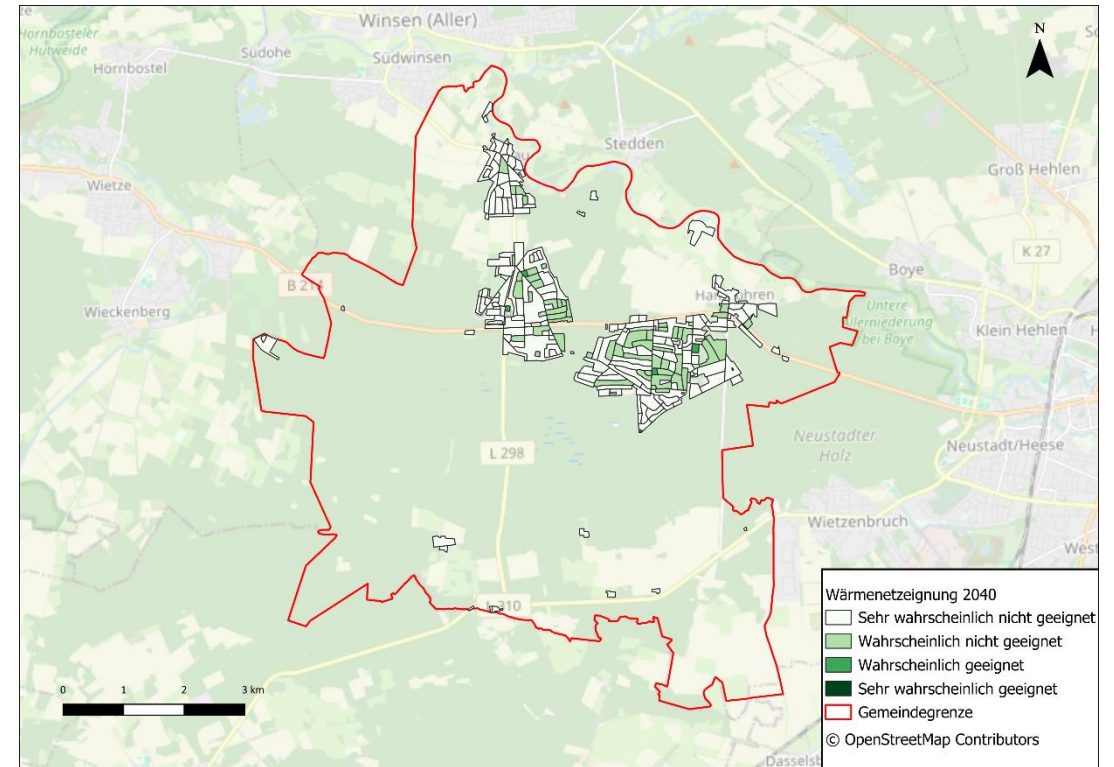 Winsen (Aller)
N
Hornbosteler
Hutweide
Südohe
Südwinsen
Hornbostel
Stedden
Groß Hehlen
Wietze
K 27
Boye
B 214
Wieckenberg
Untere
Allerniederung
bei Boye
Klein Hehlen
L 298
Neustadter
Holz
Neustadt/Heese
Wietzenbruch
West
L 310
Wärmenetzeignung 2040
Sehr wahrscheinlich nicht geeignet
Wahrscheinlich nicht geeignet
Wahrscheinlich geeignet
Sehr wahrscheinlich geeignet
Gemeindegrenze
© OpenStreetMap Contributors
0 1 2 3 km
Dasselsb